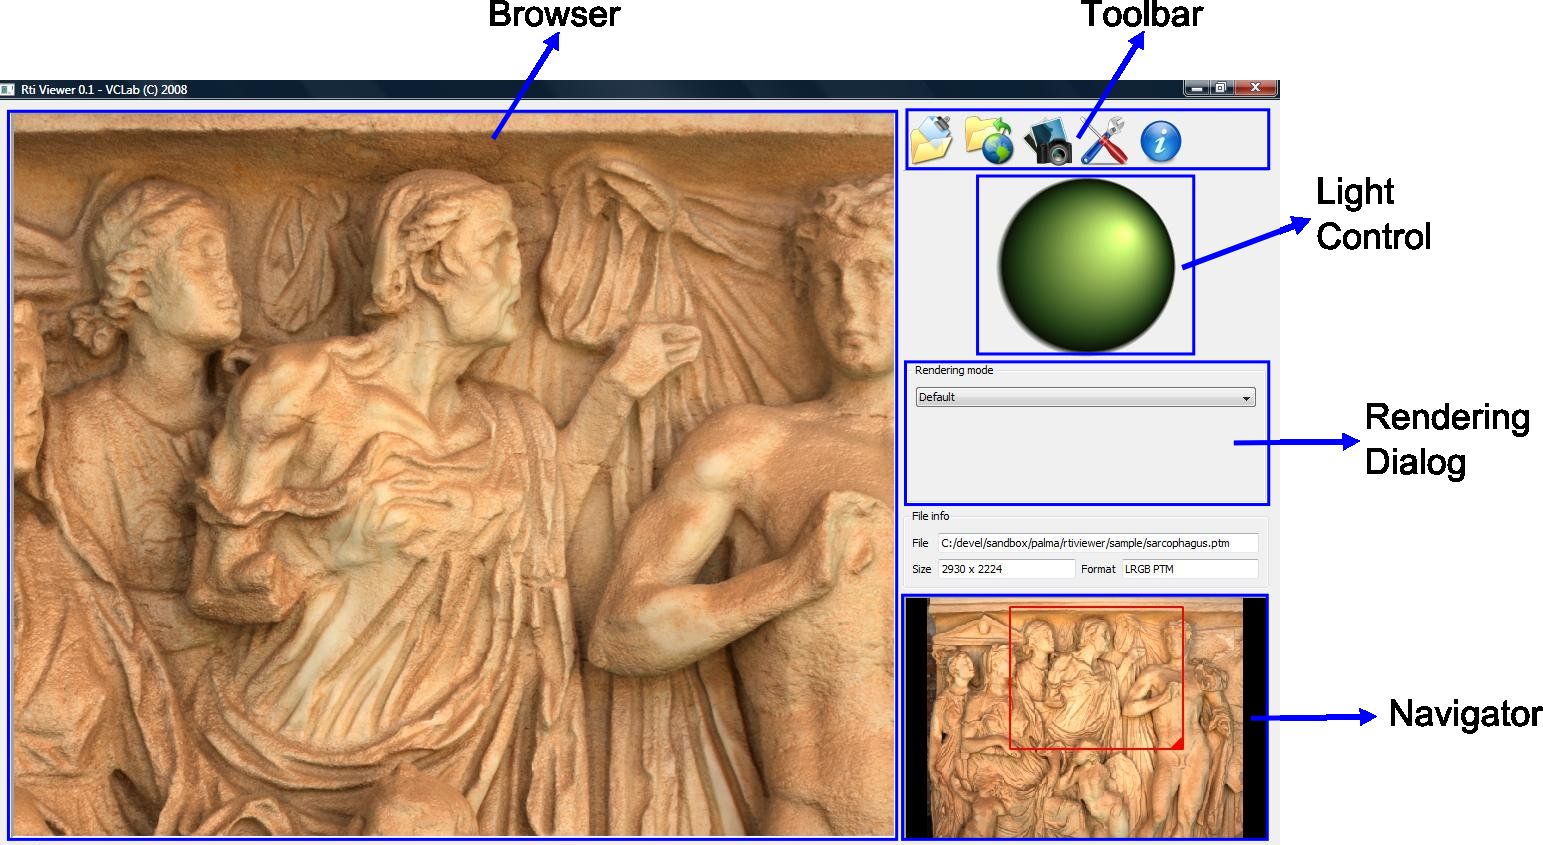 Browser
Toolbar
Rti Viewer 0.1 - VCLab (C) 2008
Light
Control
Rendering mode
Default
Rendering
Dialog
File info
File C:/devel/sandbox/palma/rtiviewer/sample/sarcophagus.ptm
Size 2930 x 2224 Format LRGB PTM
Navigator